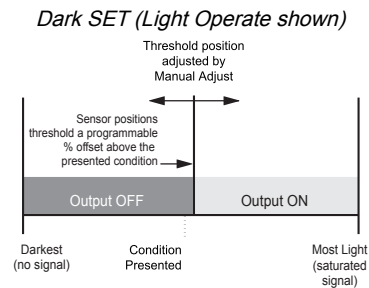 Dark SET (Light Operate shown)
Threshold position
adjusted by
Manual Adjust
Sensor positions
threshold a programmable
% offset above the
presented condition
Output OFF
Output ON
Darkest
(no signal)
Condition
Presented
Most Light
(saturated
signal)